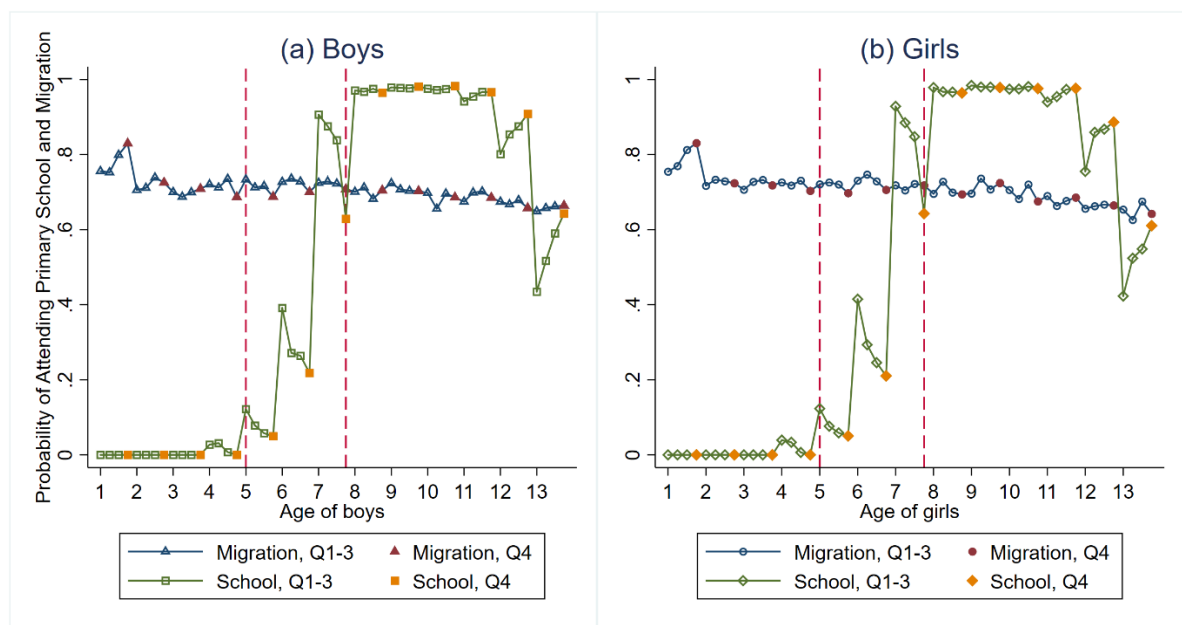 (a) Boys
(b) Girls
Probability of Attending Primary School and Migration
1
.8
.6
.4
.2
0
1 2 3 4 5 6 7 8 9 10 11 12 13
Age of boys
Migration, Q1-3 Migration, Q4
School, Q1-3 School, Q4
1
.8
.6
.4
.2
0
1 2 3 4 5 6 7 8 9 10 11 12 13
Age of girls
Migration, Q1-3 Migration, Q4
School, Q1-3 School, Q4